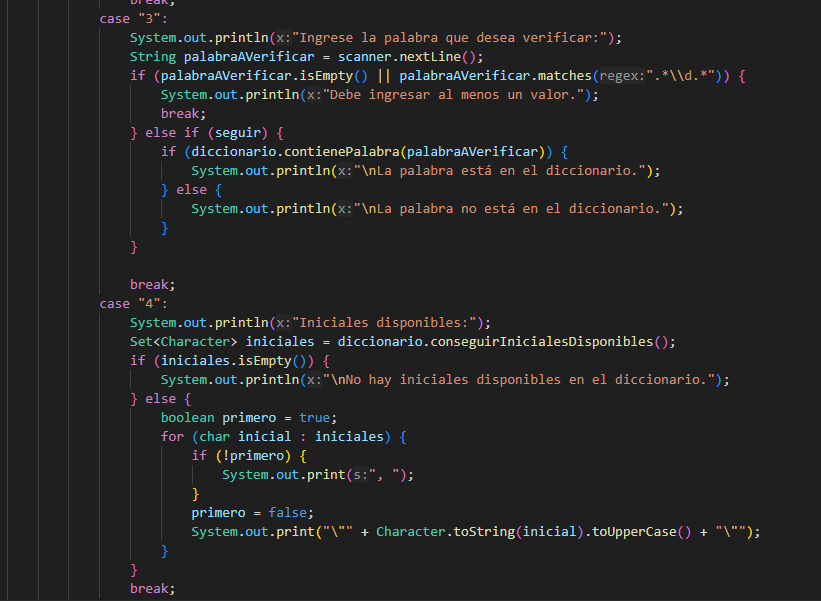 break;
case "3":
System.out.println(x:"Ingrese la palabra que desea verificar:");
String palabraAVerificar = scanner.nextLine();
if (palabraAVerificar.isEmpty() || palabraAVerificar.matches(regex:".*\\d.*")) {
System.out.println(x:"Debe ingresar al menos un valor.");
break;
} else if (seguir) {
if (diccionario.contienePalabra(palabraAVerificar)) {
System.out.println(x:"\nLa palabra está en el diccionario.");
} else {
System.out.println(x:"\nLa palabra no está en el diccionario.");
}
}
break;
case "4":
System.out.println(x:"Iniciales disponibles:");
Set<Character> iniciales = diccionario.conseguirInicialesDisponibles();
if (iniciales.isEmpty()) {
System.out.println(x:"\nNo hay iniciales disponibles en el diccionario.");
} else {
boolean primero = true;
for (char inicial : iniciales) {
if (!primero) {
System.out.print(s:", ");
}
primero = false;
System.out.print("\"" + Character.toString(inicial).toUpperCase() + "\"");
}
}
break;